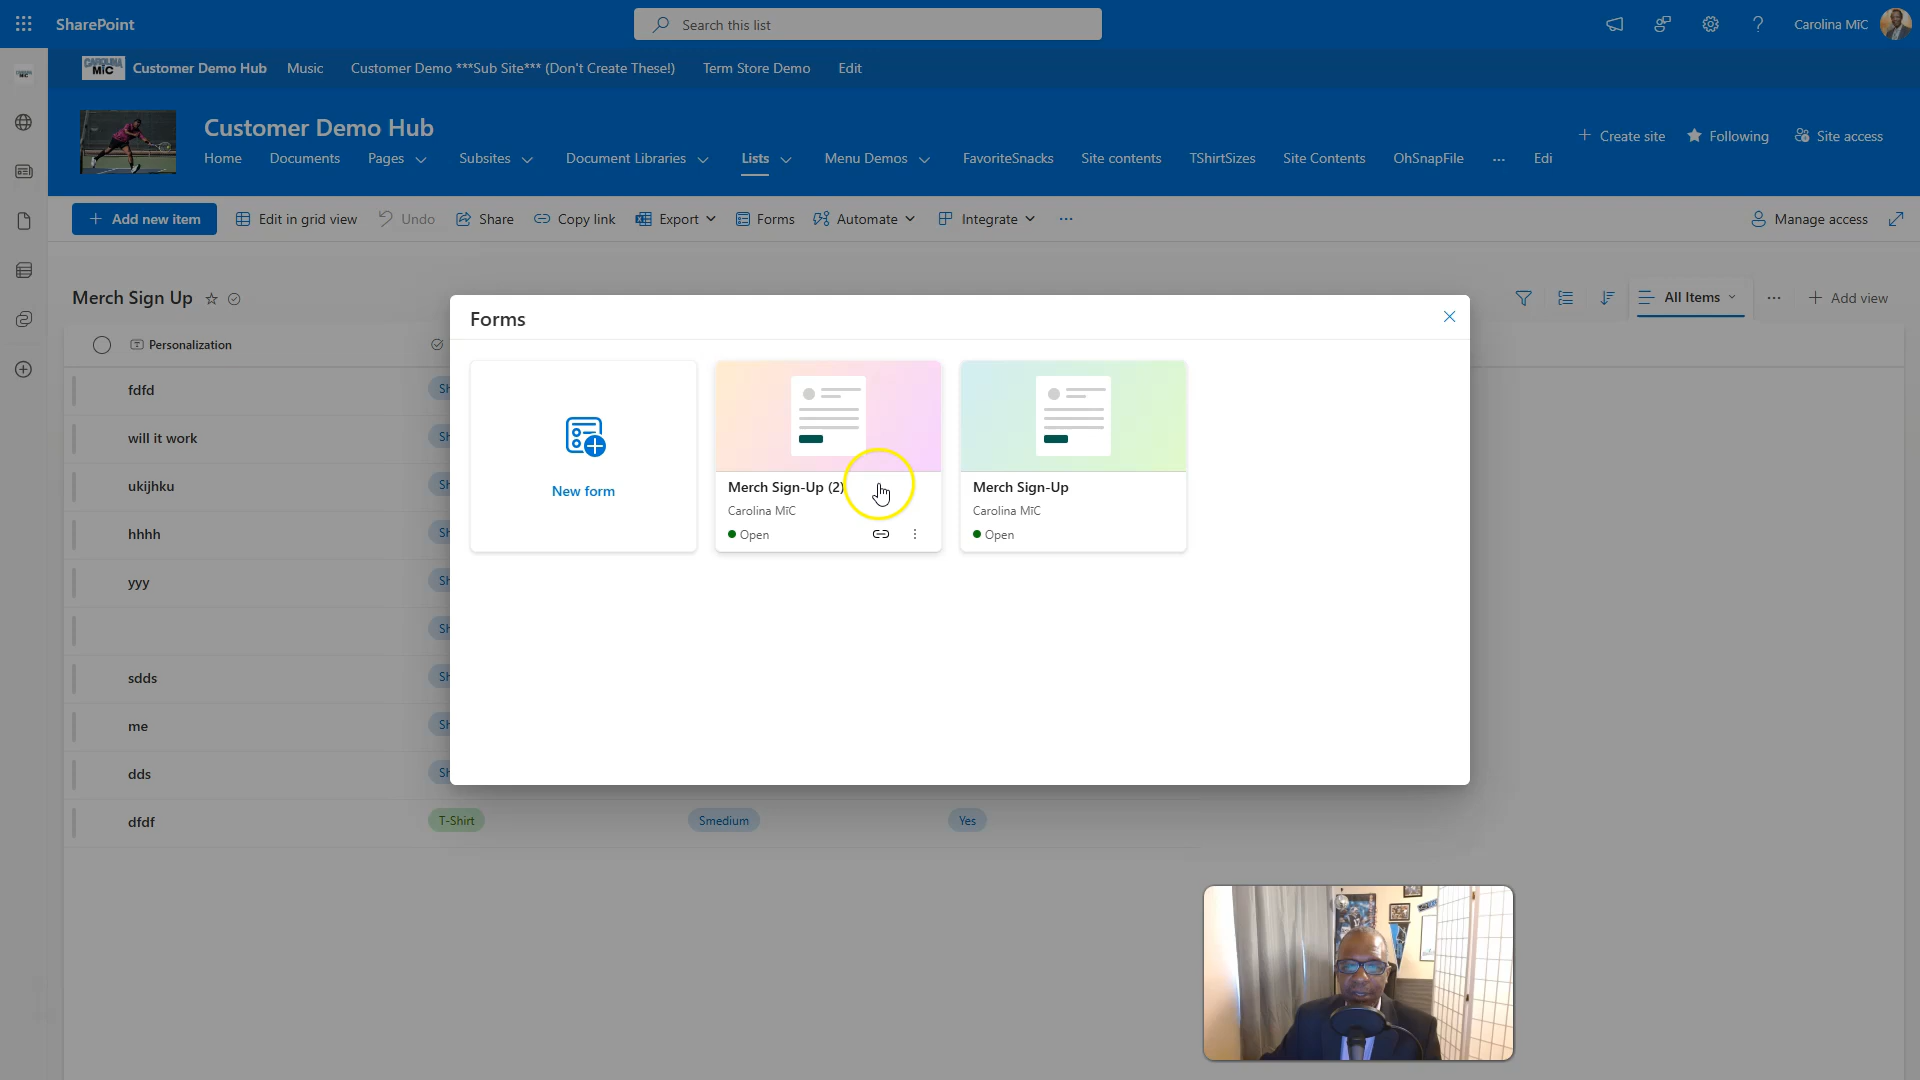 SharePoint
Search this list
Carolina MīC
CAROLINA MīC
Customer Demo Hub
Music
Customer Demo ***Sub Site*** (Don't Create These!)
Term Store Demo
Edit
Customer Demo Hub
Create site
Following
Site access
Home
Documents
Pages
Subsites
Document Libraries
Lists
Menu Demos
FavoriteSnacks
Site contents
TShirtSizes
Site Contents
OhSnapFile
Edi
Add new item
Edit in grid view
Undo
Share
Copy link
Export
Forms
Automate
Integrate
Manage access
Merch Sign Up
All Items
Add view
Forms
Personalization
fdfd
will it work
ukijhku
hhhh
yyy
sdds
me
dds
dfdf
T-Shirt
Smedium
Yes
New form
Merch Sign-Up (2)
Carolina MīC
Open
Merch Sign-Up
Carolina MīC
Open